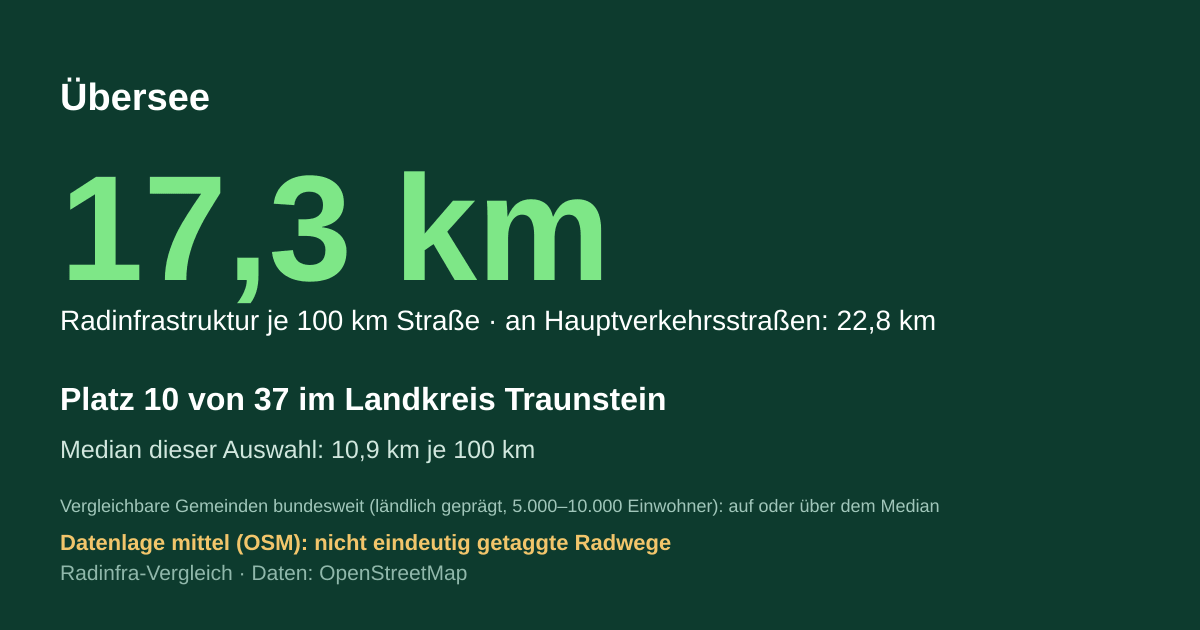 Übersee
17,3 km
Radinfrastruktur je 100 km Straße · an Hauptverkehrsstraßen: 22,8 km
Platz 10 von 37 im Landkreis Traunstein
Median dieser Auswahl: 10,9 km je 100 km
Vergleichbare Gemeinden bundesweit (ländlich geprägt, 5.000–10.000 Einwohner): auf oder über dem Median
Datenlage mittel (OSM): nicht eindeutig getaggte Radwege
Radinfra-Vergleich · Daten: OpenStreetMap